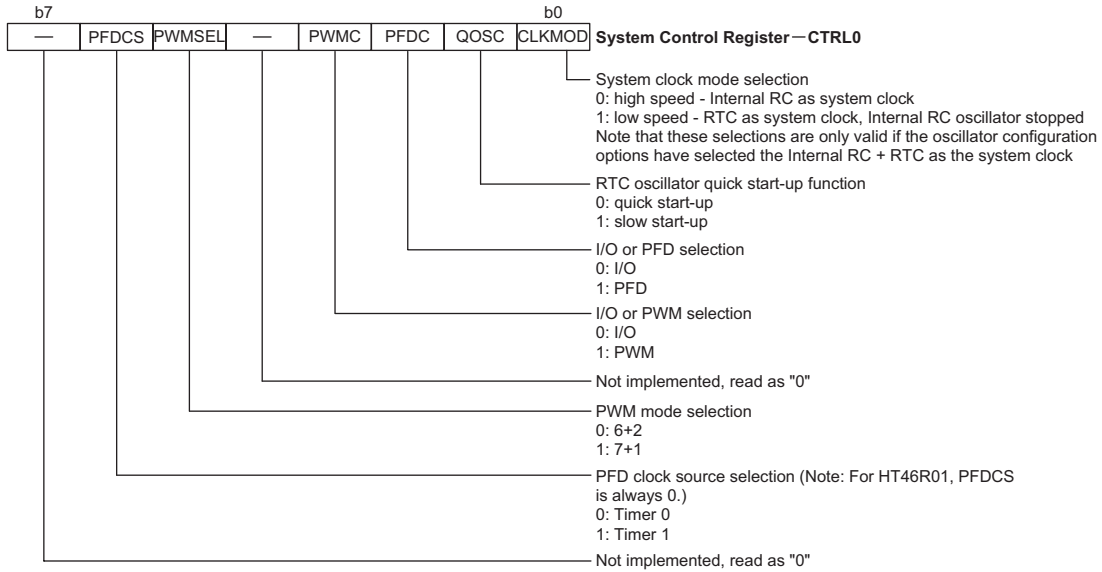 b7 b0
— PFDCS PWMSEL — PWMC PFDC QOSC CLKMOD System Control Register—CTRL0
System clock mode selection
0: high speed - Internal RC as system clock
1: low speed - RTC as system clock, Internal RC oscillator stopped
Note that these selections are only valid if the oscillator configuration
options have selected the Internal RC + RTC as the system clock
RTC oscillator quick start-up function
0: quick start-up
1: slow start-up
I/O or PFD selection
0: I/O
1: PFD
I/O or PWM selection
0: I/O
1: PWM
Not implemented, read as "0"
PWM mode selection
0: 6+2
1: 7+1
PFD clock source selection (Note: For HT46R01, PFDCS
is always 0.)
0: Timer 0
1: Timer 1
Not implemented, read as "0"